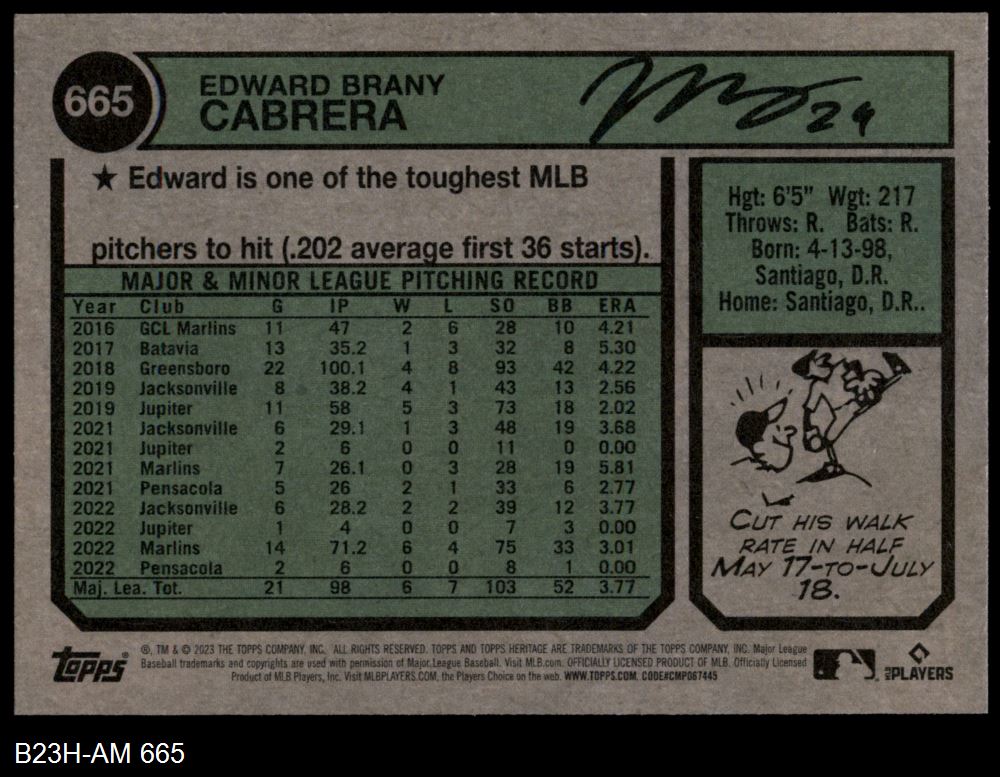 665
EDWARD BRANY
CABRERA
24
★ Edward is one of the toughest MLB
pitchers to hit (.202 average first 36 starts).
Hgt: 6'5" Wgt: 217
Throws: R. Bats: R.
Born: 4-13-98,
Santiago, D.R.
Home: Santiago, D.R..
MAJOR & MINOR LEAGUE PITCHING RECORD
Year Club G IP W L SO BB ERA
2016 GCL Marlins 11 47 2 6 28 10 4.21
2017 Batavia 13 35.2 1 3 32 8 5.30
2018 Greensboro 22 100.1 4 8 93 42 4.22
2019 Jacksonville 8 38.2 4 1 43 13 2.56
2019 Jupiter 11 58 5 3 73 18 2.02
2021 Jacksonville 6 29.1 1 3 48 19 3.68
2021 Jupiter 2 6 0 0 11 0 0.00
2021 Marlins 7 26.1 0 3 28 19 5.81
2021 Pensacola 5 26 2 1 33 6 2.77
2022 Jacksonville 6 28.2 2 2 39 12 3.77
2022 Jupiter 1 4 0 0 7 3 0.00
2022 Marlins 14 71.2 6 4 75 33 3.01
2022 Pensacola 2 6 0 0 8 1 0.00
Maj. Lea. Tot. 21 98 6 7 103 52 3.77
CUT HIS WALK
RATE IN HALF
MAY 17-TO-JULY
18.
Topps
®, TM & © 2023 THE TOPPS COMPANY, INC. ALL RIGHTS RESERVED. TOPPS AND TOPPS HERITAGE ARE TRADEMARKS OF THE TOPPS COMPANY, INC. Major League
Baseball trademarks and copyrights are used with permission of Major League Baseball. Visit MLB.com. OFFICIALLY LICENSED PRODUCT OF MLB. Officially Licensed
Product of MLB Players, Inc. Visit MLBPLAYERS.COM, the Players Choice on the web. WWW.TOPPS.COM. CODE#CMP067445
MLB PLAYERS
B23H-AM 665